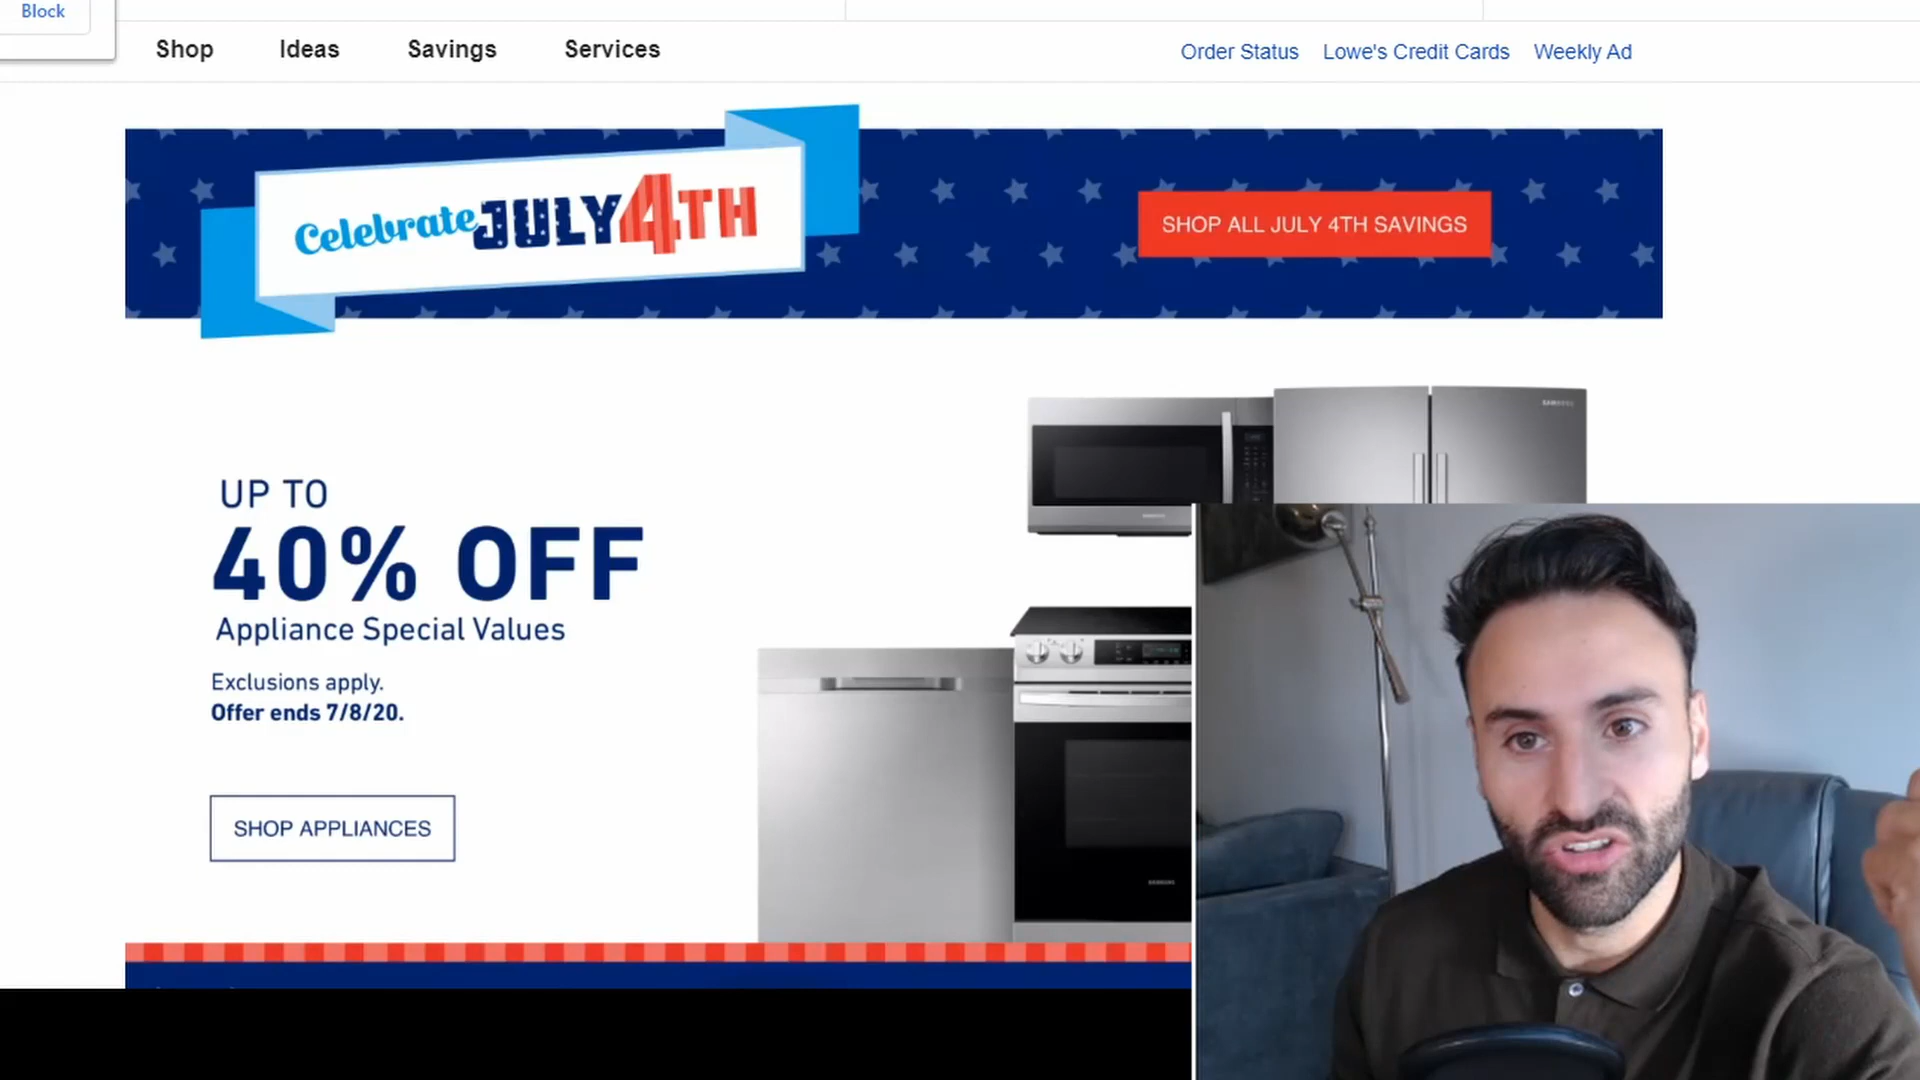 Block
Shop Ideas Savings Services
Order Status Lowe's Credit Cards Weekly Ad
Celebrate JULY 4TH
SHOP ALL JULY 4TH SAVINGS
SAMSUNG
UP TO
40% OFF
Appliance Special Values
Exclusions apply.
Offer ends 7/8/20.
SHOP APPLIANCES